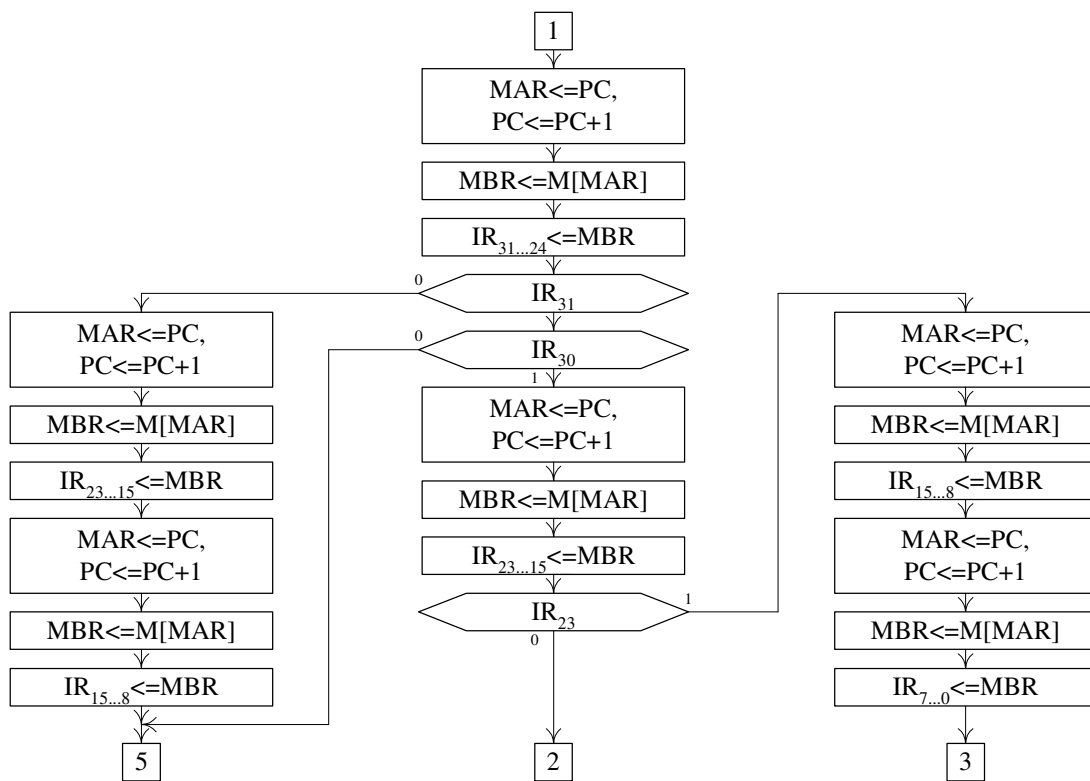 1
MAR<=PC,
PC<=PC+1
MBR<=M[MAR]
IR31...24<=MBR
0
IR31
0
IR30
1
MAR<=PC,
PC<=PC+1
MBR<=M[MAR]
IR23...15<=MBR
MAR<=PC,
PC<=PC+1
MBR<=M[MAR]
IR15...8<=MBR
5
MAR<=PC,
PC<=PC+1
MBR<=M[MAR]
IR23...15<=MBR
IR23
1
0
2
MAR<=PC,
PC<=PC+1
MBR<=M[MAR]
IR15...8<=MBR
MAR<=PC,
PC<=PC+1
MBR<=M[MAR]
IR7...0<=MBR
3